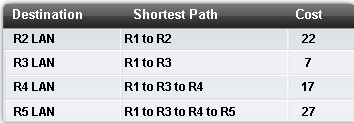 Destination Shortest Path Cost
R2 LAN R1 to R2 22
R3 LAN R1 to R3 7
R4 LAN R1 to R3 to R4 17
R5 LAN R1 to R3 to R4 to R5 27